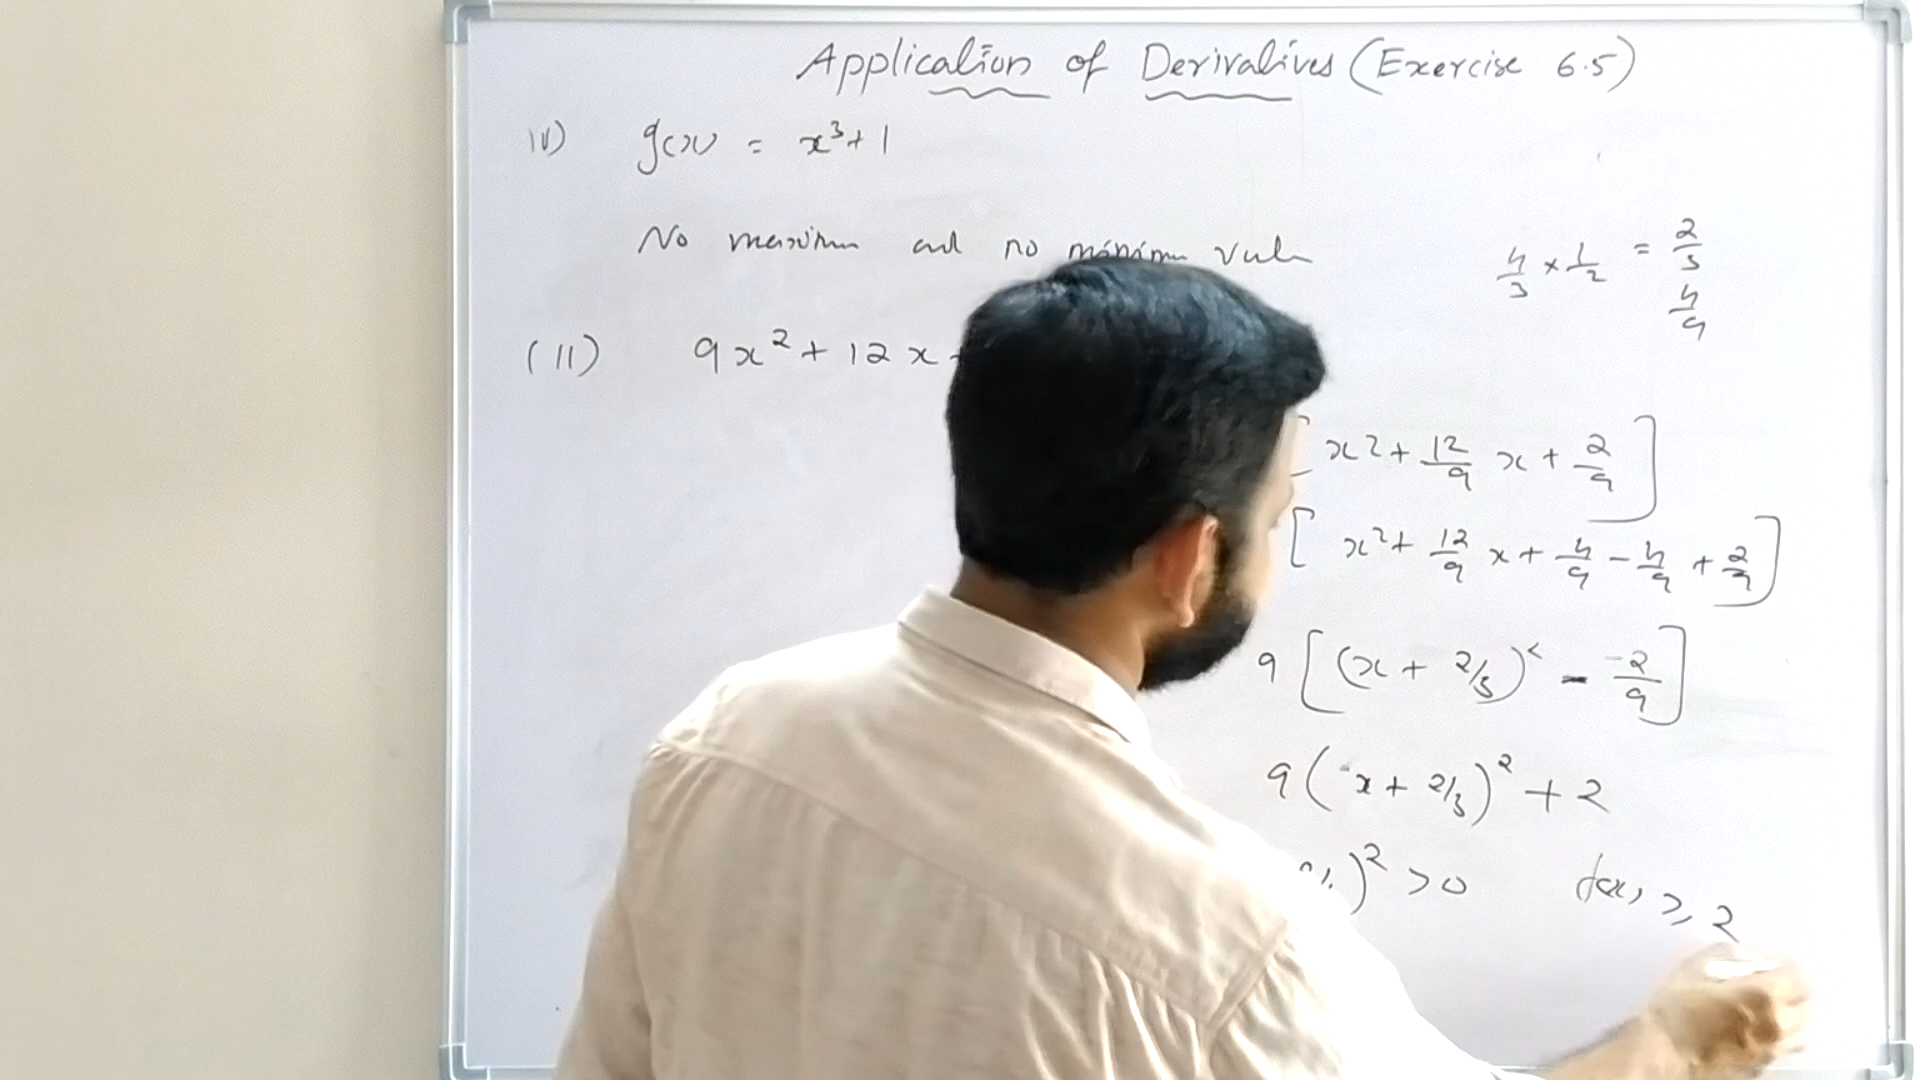 Application of Derivatives (Exercise 6.5)
iv) g(x) = x³+1
No maximum and no minimum value
4/3 × 1/2 = 2/3
4/9
(11) 9x² + 12x
[x² + 12/9 x + 2/9]
[x² + 12/9 x + 4/9 - 4/9 + 2/9]
9[(x + 2/3)² - -2/9]
9(x + 2/3)² + 2
)² >0 f(x) ≥ 2